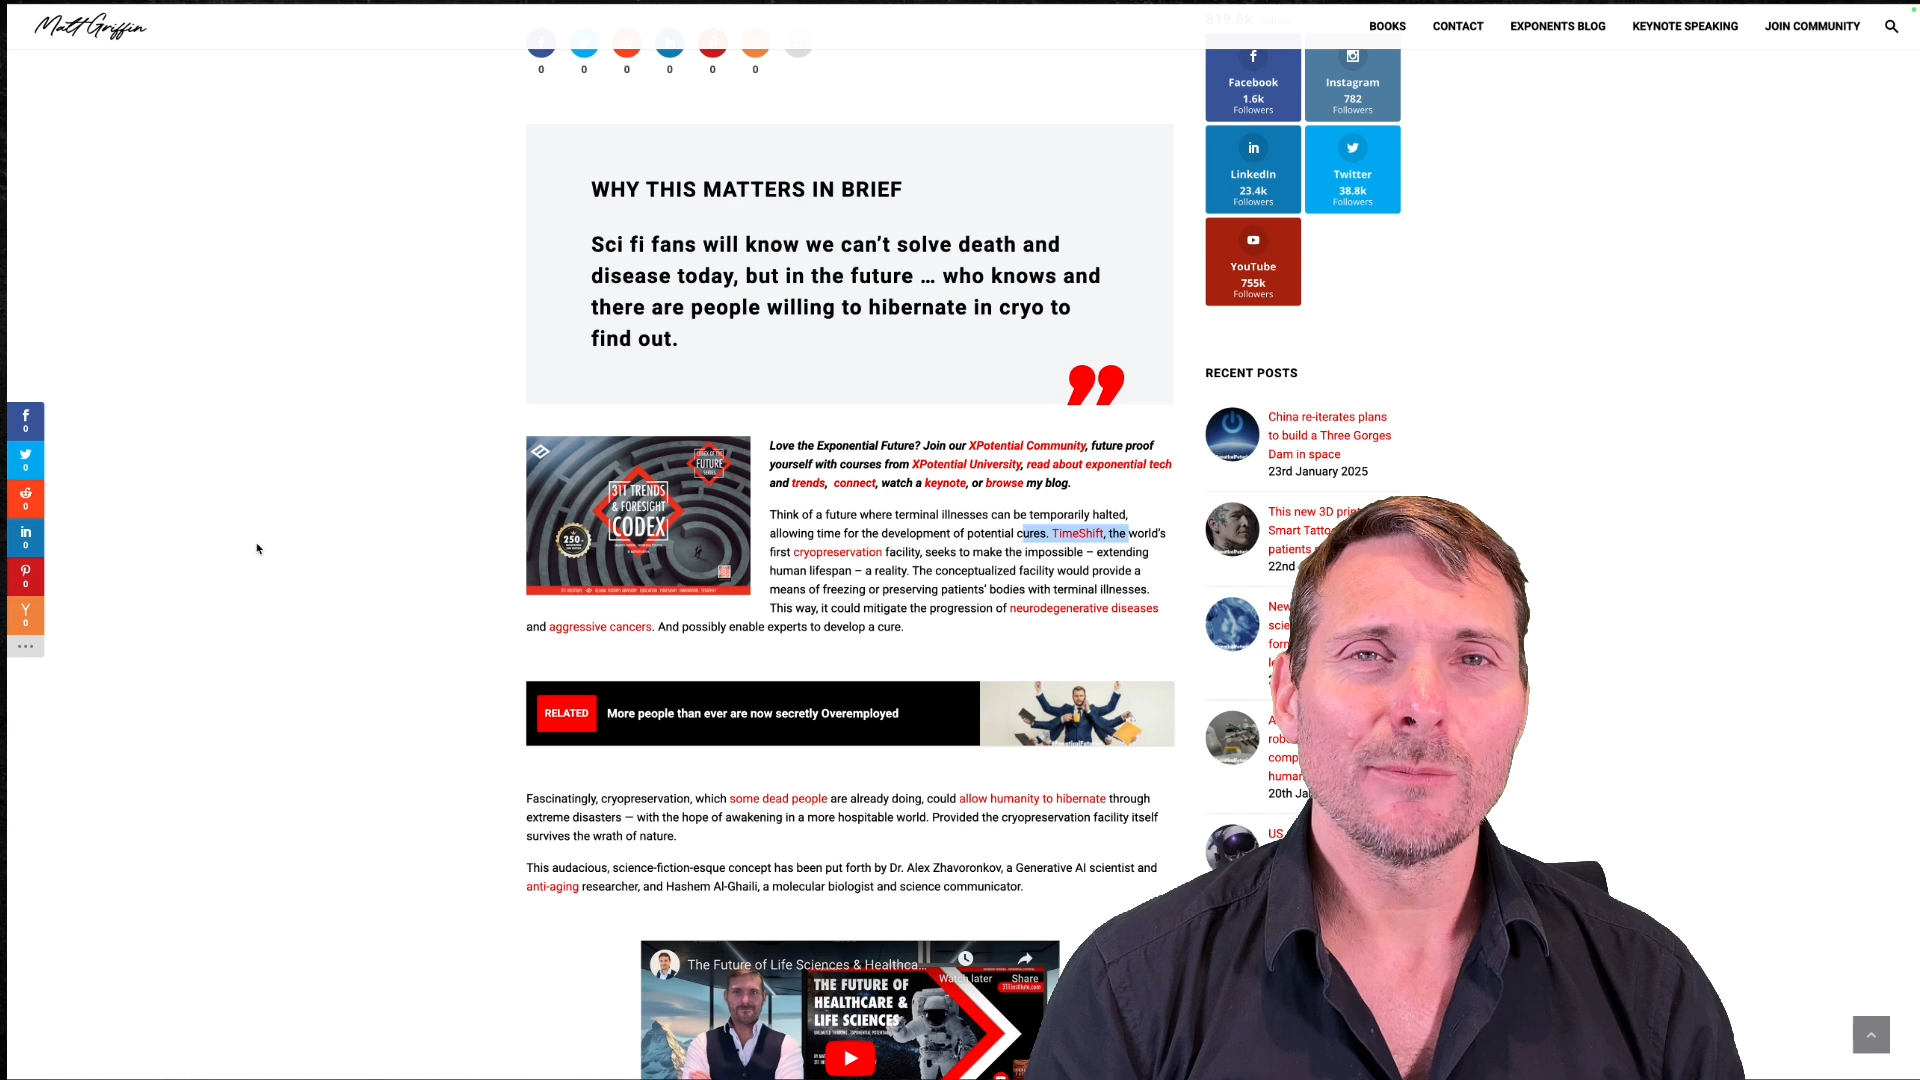 Matt Griffin
BOOKS
CONTACT
EXPONENTS BLOG
KEYNOTE SPEAKING
JOIN COMMUNITY
0
0
0
0
0
0
819.6k
Facebook
1.6k
Followers
Instagram
782
Followers
LinkedIn
23.4k
Followers
Twitter
38.8k
Followers
YouTube
755k
Followers
WHY THIS MATTERS IN BRIEF
Sci fi fans will know we can’t solve death and
disease today, but in the future … who knows and
there are people willing to hibernate in cryo to
find out.
0
0
0
0
0
0
311 TRENDS
& FORESIGHT
CODEX
CODEX OF THE
FUTURE
SERIES
250+
Love the Exponential Future? Join our XPotential Community, future proof
yourself with courses from XPotential University, read about exponential tech
and trends, connect, watch a keynote, or browse my blog.
Think of a future where terminal illnesses can be temporarily halted,
allowing time for the development of potential cures. TimeShift, the world’s
first cryopreservation facility, seeks to make the impossible – extending
human lifespan – a reality. The conceptualized facility would provide a
means of freezing or preserving patients’ bodies with terminal illnesses.
This way, it could mitigate the progression of neurodegenerative diseases
and aggressive cancers. And possibly enable experts to develop a cure.
RELATED
More people than ever are now secretly Overemployed
Fascinatingly, cryopreservation, which some dead people are already doing, could allow humanity to hibernate through
extreme disasters — with the hope of awakening in a more hospitable world. Provided the cryopreservation facility itself
survives the wrath of nature.
This audacious, science-fiction-esque concept has been put forth by Dr. Alex Zhavoronkov, a Generative AI scientist and
anti-aging researcher, and Hashem Al-Ghaili, a molecular biologist and science communicator.
The Future of Life Sciences & Healthca...
Watch later
Share
THE FUTURE OF
HEALTHCARE &
LIFE SCIENCES
311institute.com
RECENT POSTS
China re-iterates plans
to build a Three Gorges
Dam in space
23rd January 2025
This new 3D
Smart
patients
22nd
20th
US